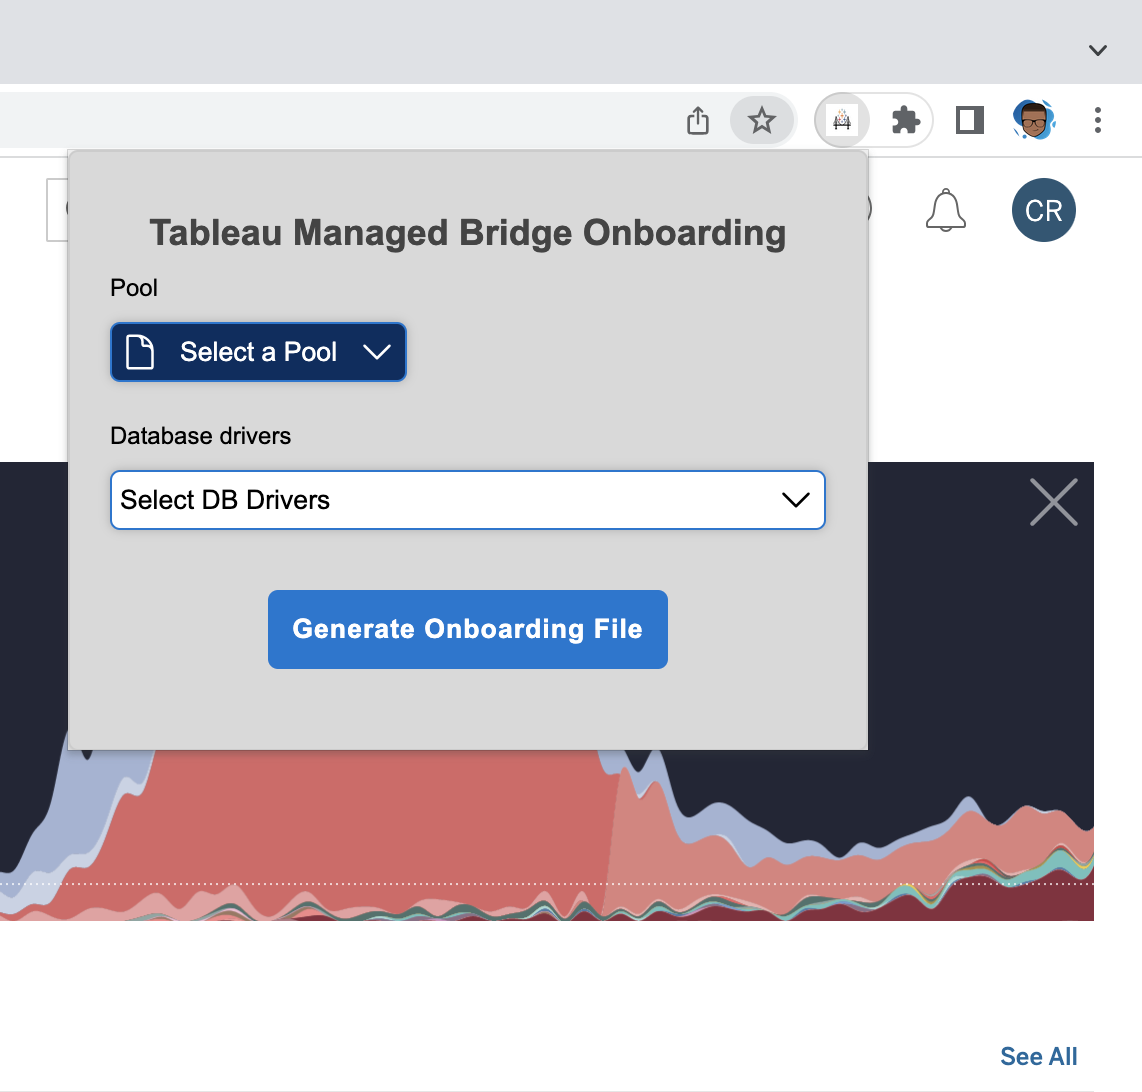 CR
Tableau Managed Bridge Onboarding
Pool
Select a Pool
Database drivers
Select DB Drivers
Generate Onboarding File
See All